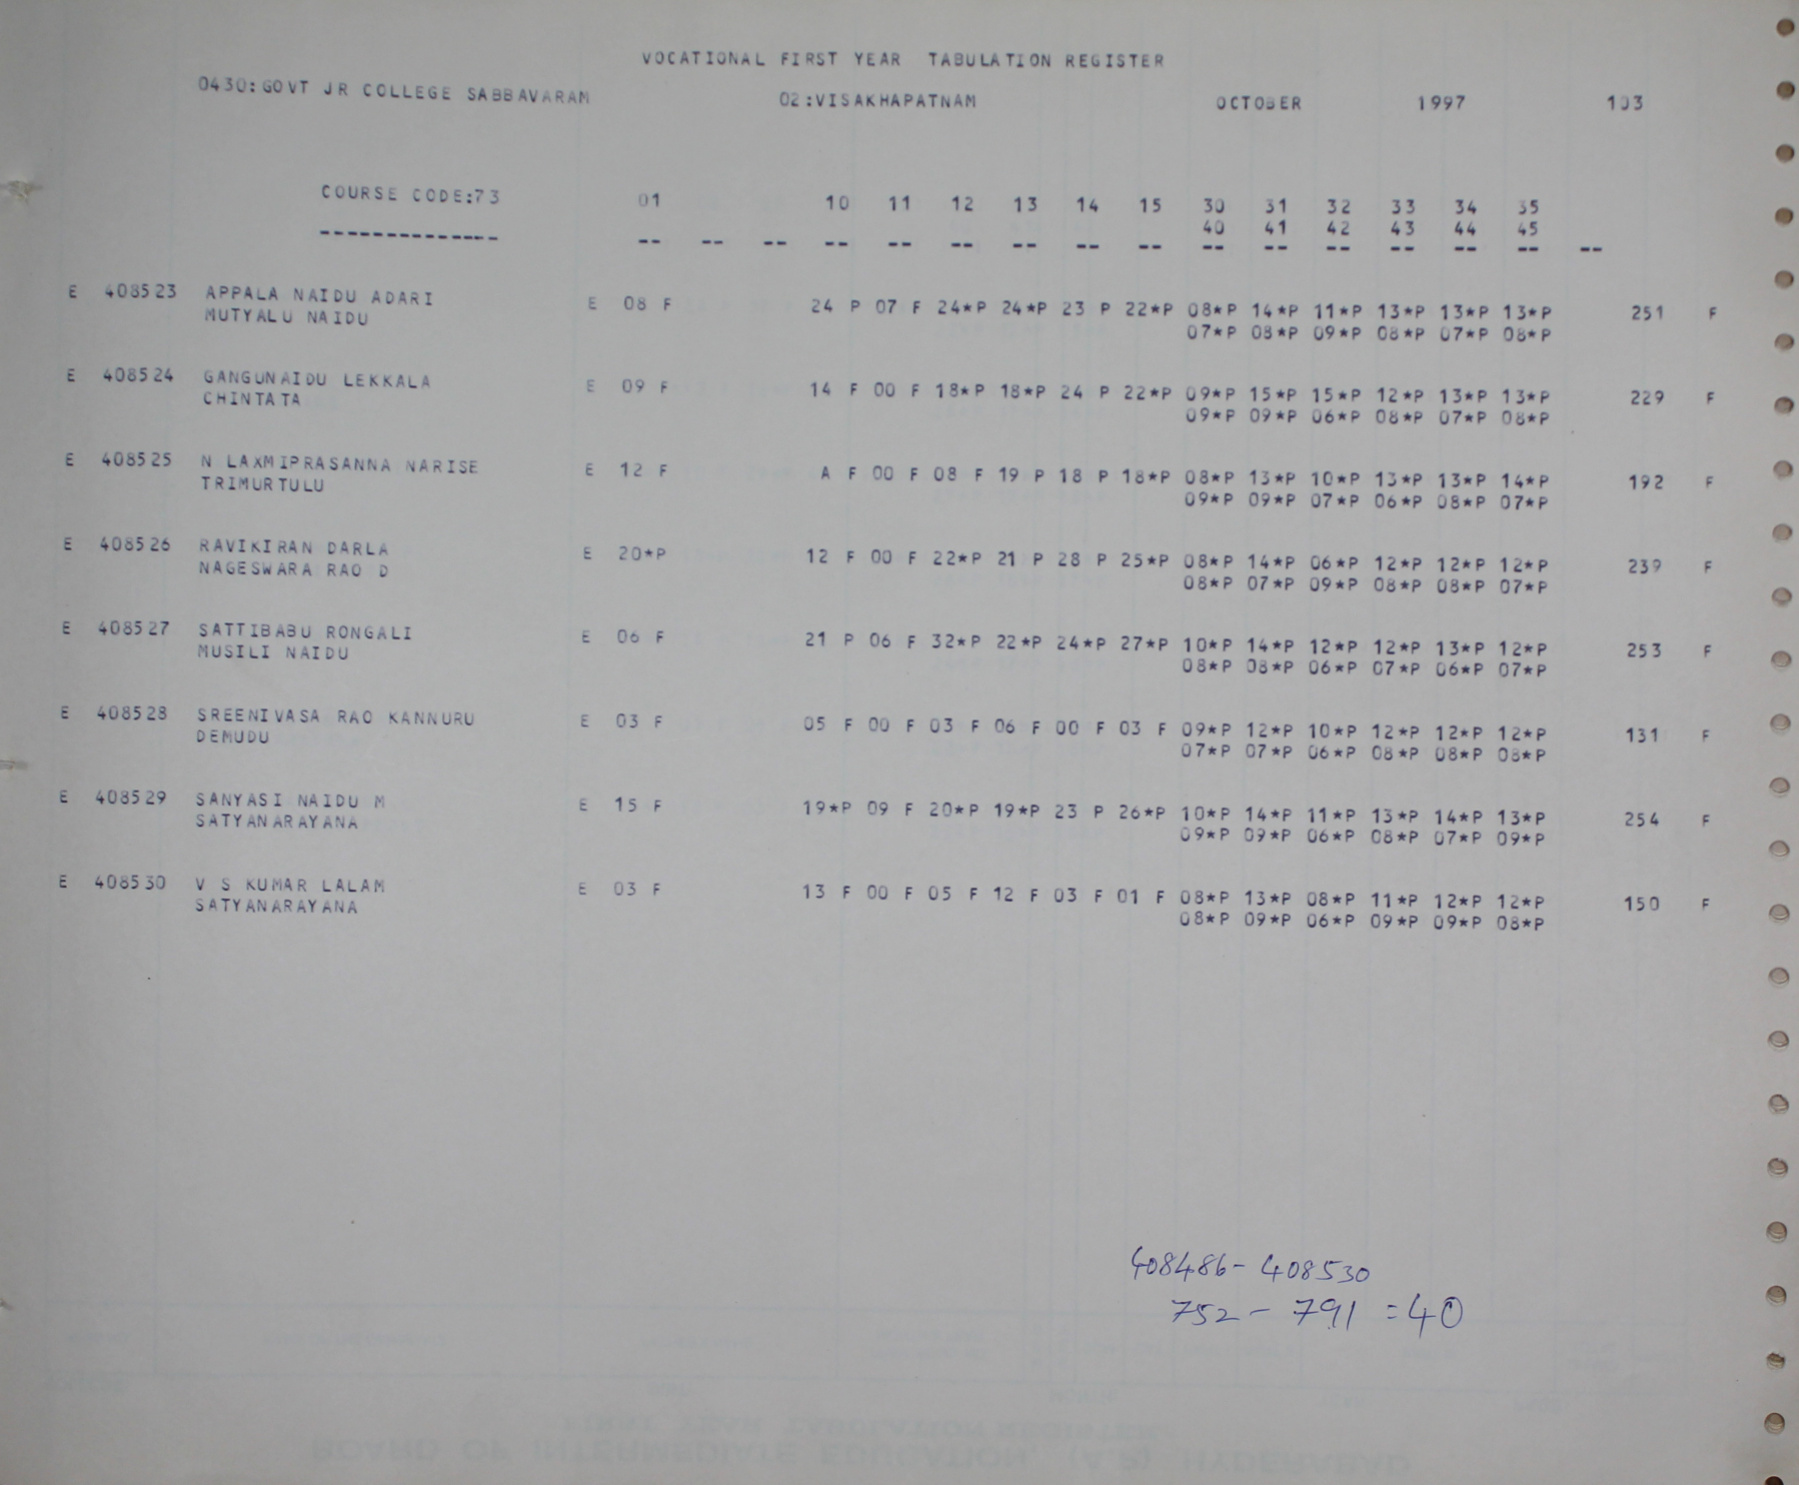 VOCATIONAL FIRST YEAR TABULATION REGISTER
0430:GOVT JR COLLEGE SABBAVARAM 02:VISAKHAPATNAM OCTOBER 1997 103
COURSE CODE:73 01 10 11 12 13 14 15 30 31 32 33 34 35
40 41 42 43 44 45
-------------- -- -- -- -- -- -- -- -- -- -- -- -- -- -- -- --
E 408523 APPALA NAIDU ADARI E 08 F 24 P 07 F 24*P 24*P 23 P 22*P 08*P 14*P 11*P 13*P 13*P 13*P 251 F
MUTYALU NAIDU 07*P 08*P 09*P 08*P 07*P 08*P
E 408524 GANGUNAIDU LEKKALA E 09 F 14 F 00 F 18*P 18*P 24 P 22*P 09*P 15*P 15*P 12*P 13*P 13*P 229 F
CHINTATA 09*P 09*P 06*P 08*P 07*P 08*P
E 408525 N LAXMIPRASANNA NARISE E 12 F A F 00 F 08 F 19 P 18 P 18*P 08*P 13*P 10*P 13*P 13*P 14*P 192 F
TRIMURTULU 09*P 09*P 07*P 06*P 08*P 07*P
E 408526 RAVIKIRAN DARLA E 20*P 12 F 00 F 22*P 21 P 28 P 25*P 08*P 14*P 06*P 12*P 12*P 12*P 239 F
NAGESWARA RAO D 08*P 07*P 09*P 08*P 08*P 07*P
E 408527 SATTIBABU RONGALI E 06 F 21 P 06 F 32*P 22*P 24*P 27*P 10*P 14*P 12*P 12*P 13*P 12*P 253 F
MUSILI NAIDU 08*P 08*P 06*P 07*P 06*P 07*P
E 408528 SREENIVASA RAO KANNURU E 03 F 05 F 00 F 03 F 06 F 00 F 03 F 09*P 12*P 10*P 12*P 12*P 12*P 131 F
DEMUDU 07*P 07*P 06*P 08*P 08*P 08*P
E 408529 SANYASI NAIDU M E 15 F 19*P 09 F 20*P 19*P 23 P 26*P 10*P 14*P 11*P 13*P 14*P 13*P 254 F
SATYANARAYANA 09*P 09*P 06*P 08*P 07*P 09*P
E 408530 V S KUMAR LALAM E 03 F 13 F 00 F 05 F 12 F 03 F 01 F 08*P 13*P 08*P 11*P 12*P 12*P 150 F
SATYANARAYANA 08*P 09*P 06*P 09*P 09*P 08*P
408486- 408530
752 - 791 = 40
FIRST YEAR TABULATION REGISTER
BOARD OF INTERMEDIATE EDUCATION (A.P) HYDERABAD